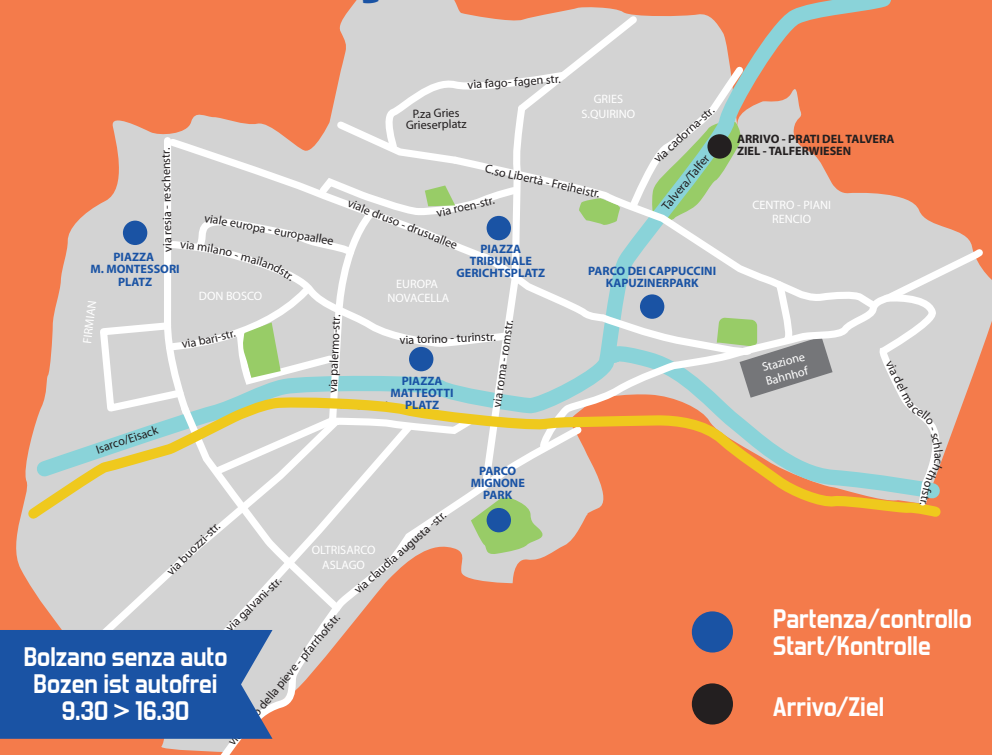 via fago- fagen str.
GRIES
S.QUIRINO
P.za Gries
Grieserplatz
via cadorna-str.
ARRIVO - PRATI DEL TALVERA
ZIEL - TALFERWIESEN
Talvera/Talfer
C.so Libertà - Freiheistr.
via resia - reschenstr.
viale druso - drusuallee
via roen-str.
CENTRO - PIANI
RENCIO
viale europa - europaallee
via milano - mailandstr.
PIAZZA
M. MONTESSORI
PLATZ
PIAZZA
TRIBUNALE
GERICHTSPLATZ
PARCO DEI CAPPUCCINI
KAPUZINERPARK
DON BOSCO
EUROPA
NOVACELLA
FIRMIAN
via bari-str.
via palermo-str.
via torino - turinstr.
via roma - romstr.
PIAZZA
MATTEOTTI
PLATZ
Stazione
Bahnhof
via del macello - schlachthofstr.
Isarco/Eisack
PARCO
MIGNONE
PARK
via buozzi-str.
OLTRISARCO
ASLAGO
via claudia augusta -str.
via galvani-str.
della pieve - pfarrhofstr.
Bolzano senza auto
Bozen ist autofrei
9.30 > 16.30
Partenza/controllo
Start/Kontrolle
Arrivo/Ziel